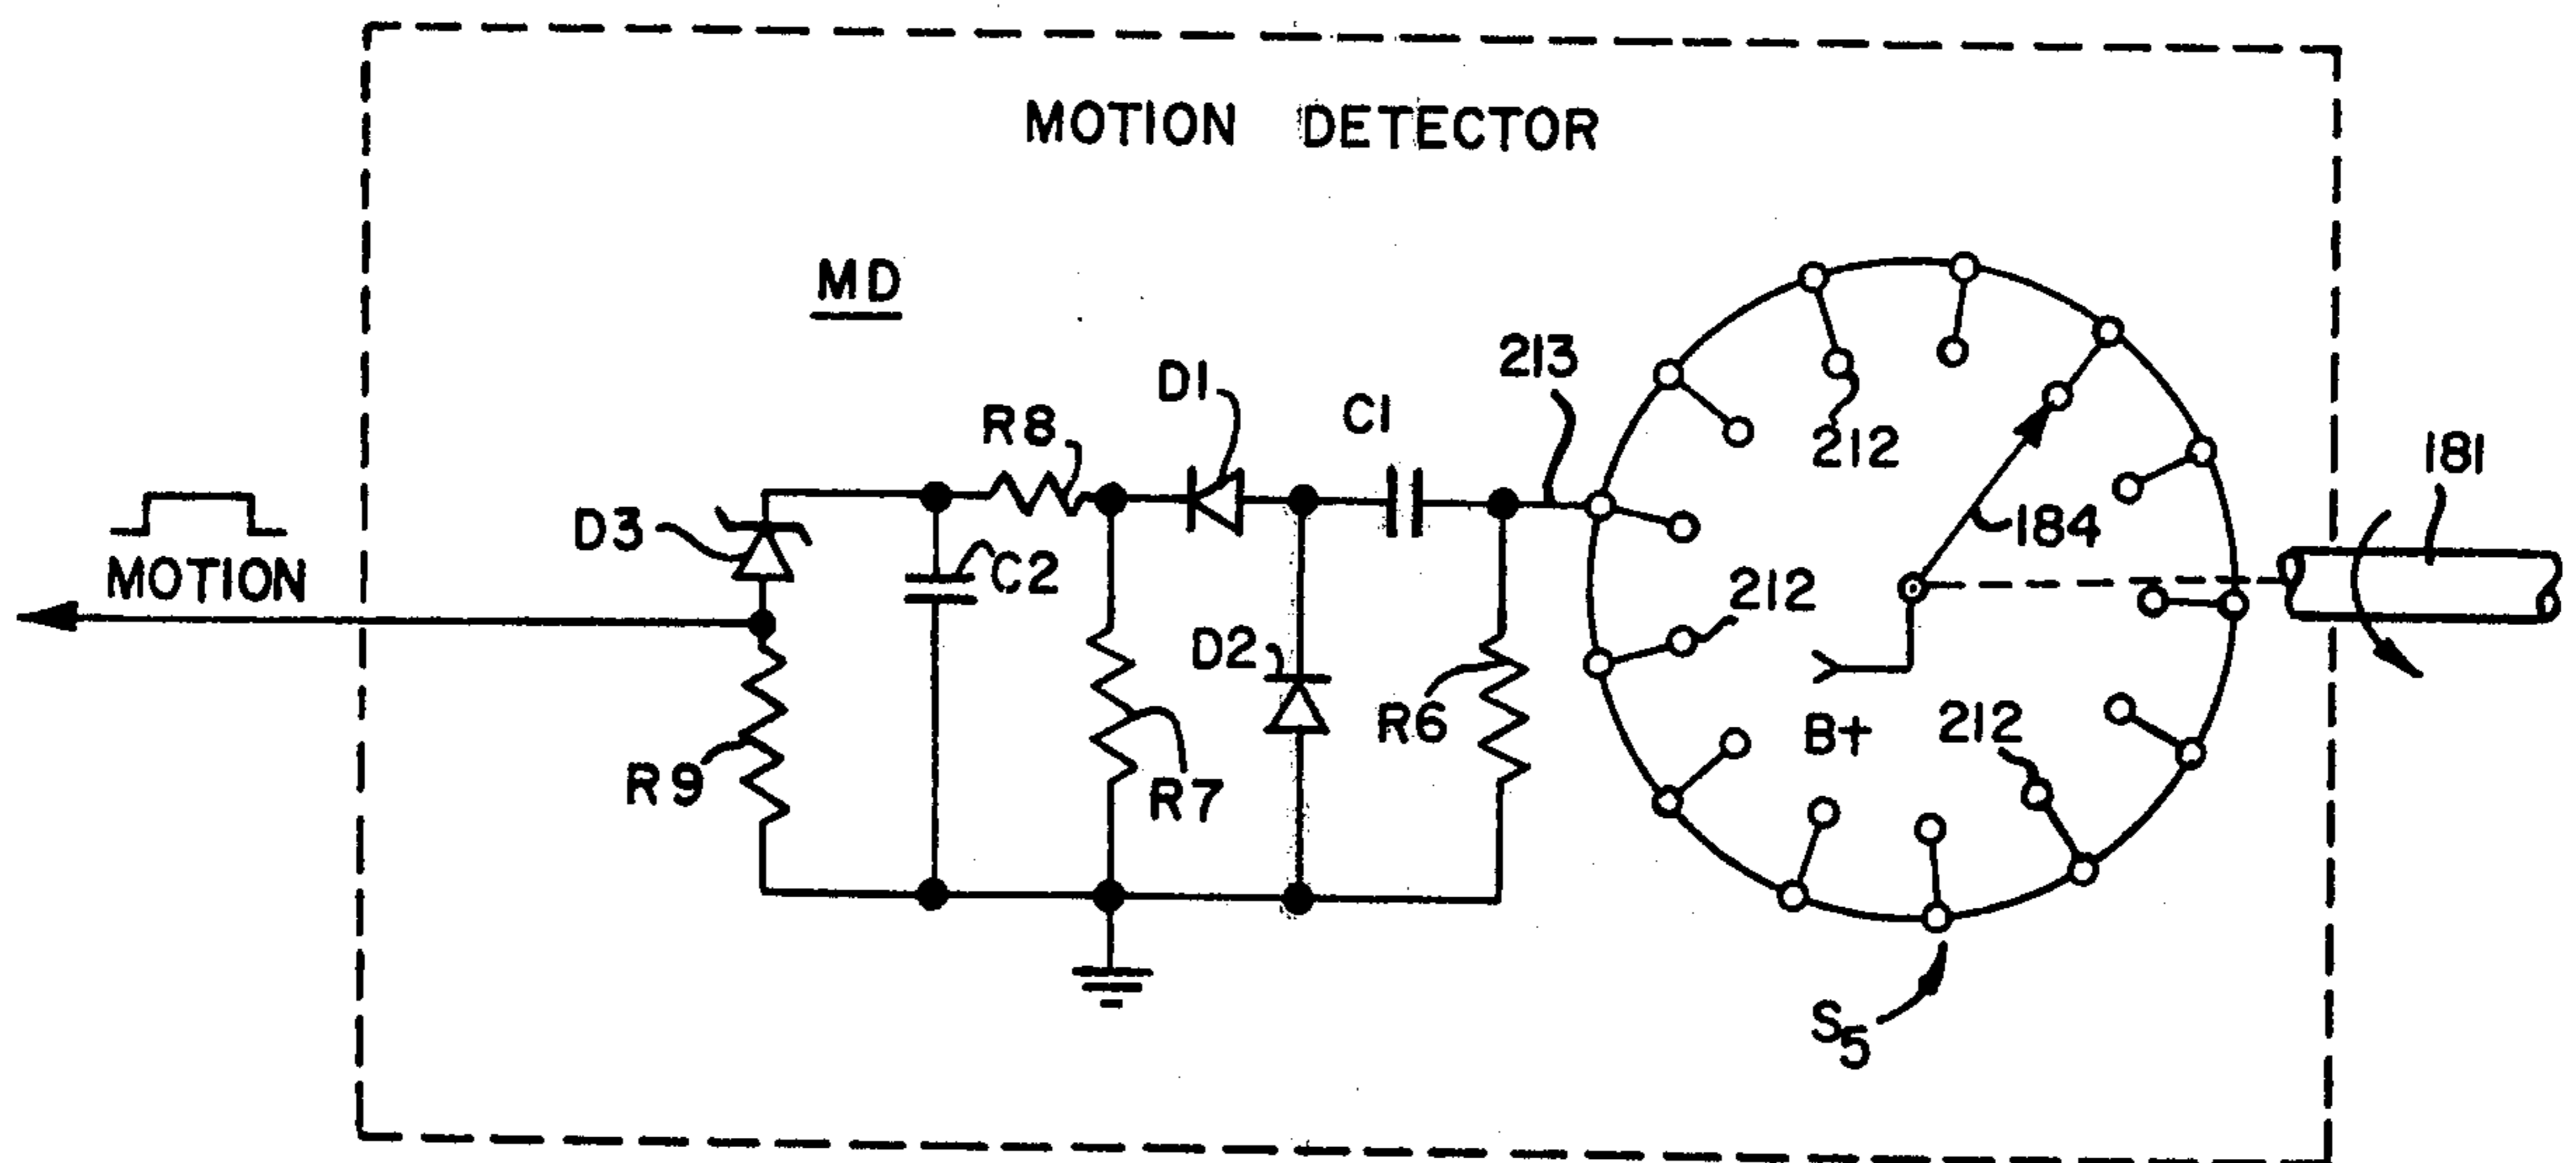 MOTION DETECTOR
MD
D1
213
C1
R8
212
181
D3
184
MOTION
C2
212
D2
R6
B+
212
R9
R7
S5